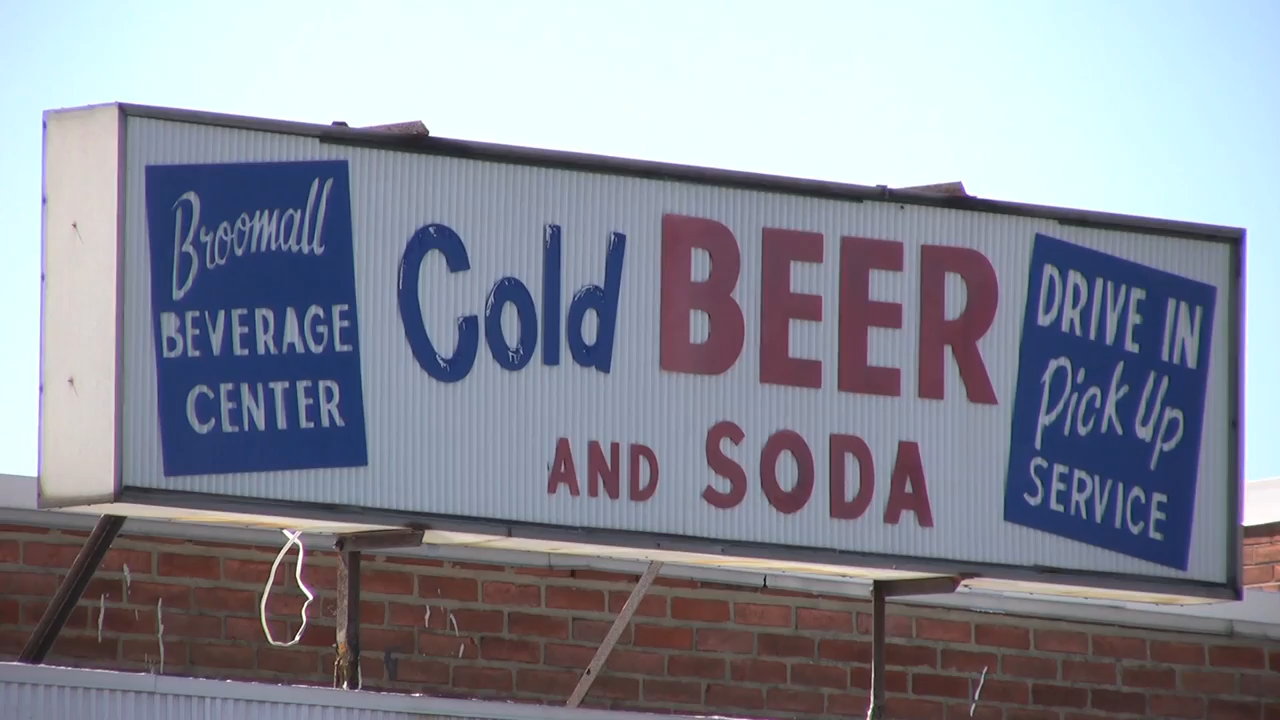 Broomall
BEVERAGE
CENTER
Cold BEER
AND SODA
DRIVE IN
Pick Up
SERVICE